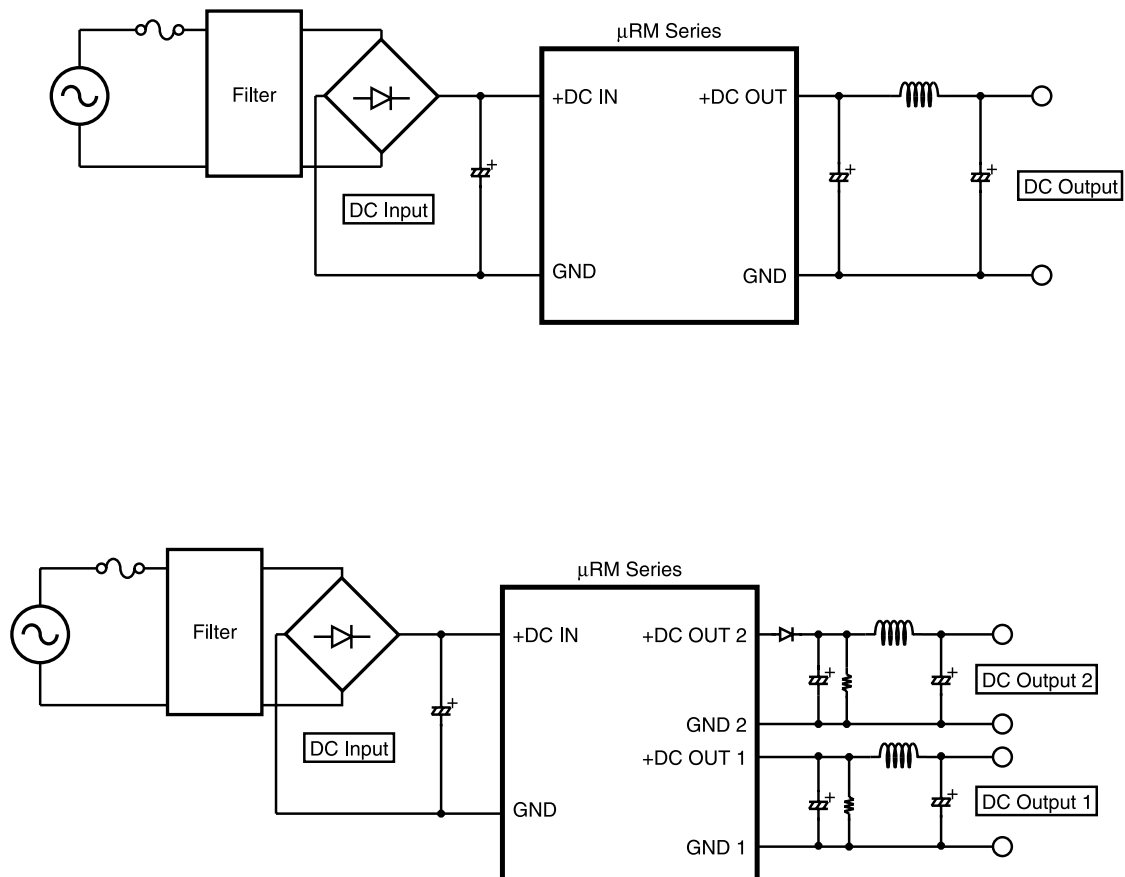 μRM Series
Filter
+DC IN
+DC OUT
DC Input
DC Output
GND
GND
μRM Series
Filter
+DC IN
+DC OUT 2
DC Output 2
GND 2
DC Input
+DC OUT 1
DC Output 1
GND
GND 1